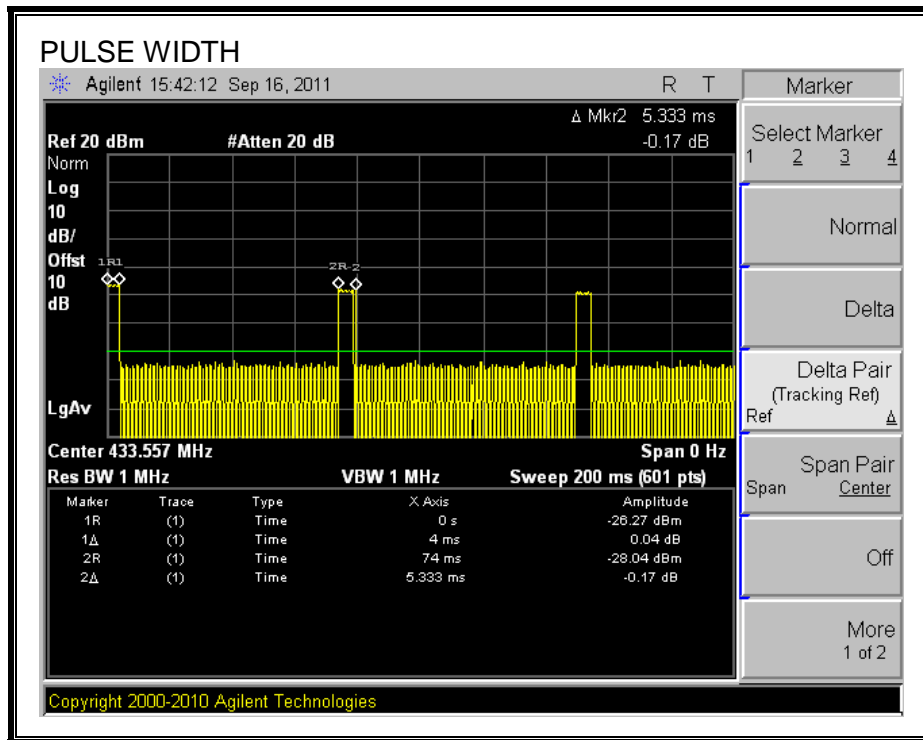 PULSE WIDTH
Agilent 15:42:12 Sep 16, 2011 R T
Δ Mkr2 5.333 ms
Ref 20 dBm #Atten 20 dB -0.17 dB
Norm
Log
10
dB/
Offst
10
dB
1R1
2R-2
LgAv
Center 433.557 MHz Span 0 Hz
Res BW 1 MHz VBW 1 MHz Sweep 200 ms (601 pts)
Marker Trace Type X Axis Amplitude
1R (1) Time 0 s -26.27 dBm
1Δ (1) Time 4 ms 0.04 dB
2R (1) Time 74 ms -28.04 dBm
2Δ (1) Time 5.333 ms -0.17 dB
Copyright 2000-2010 Agilent Technologies
Marker
Select Marker
1 2 3 4
Normal
Delta
Delta Pair
(Tracking Ref)
Ref Δ
Span Pair
Span Center
Off
More
1 of 2